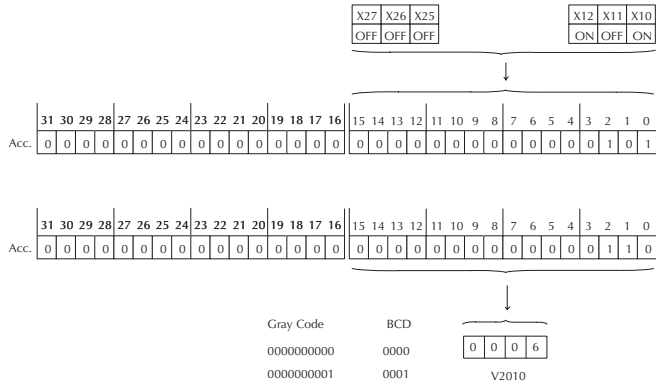 X27 X26 X25 X12 X11 X10
OFF OFF OFF ON OFF ON
31 30 29 28 27 26 25 24 23 22 21 20 19 18 17 16 15 14 13 12 11 10 9 8 7 6 5 4 3 2 1 0
Acc. 0 0 0 0 0 0 0 0 0 0 0 0 0 0 0 0 0 0 0 0 0 0 0 0 0 0 0 0 0 1 0 1
31 30 29 28 27 26 25 24 23 22 21 20 19 18 17 16 15 14 13 12 11 10 9 8 7 6 5 4 3 2 1 0
Acc. 0 0 0 0 0 0 0 0 0 0 0 0 0 0 0 0 0 0 0 0 0 0 0 0 0 0 0 0 0 1 1 0
Gray Code BCD
0000000000 0000 0 0 0 6
0000000001 0001 V2010